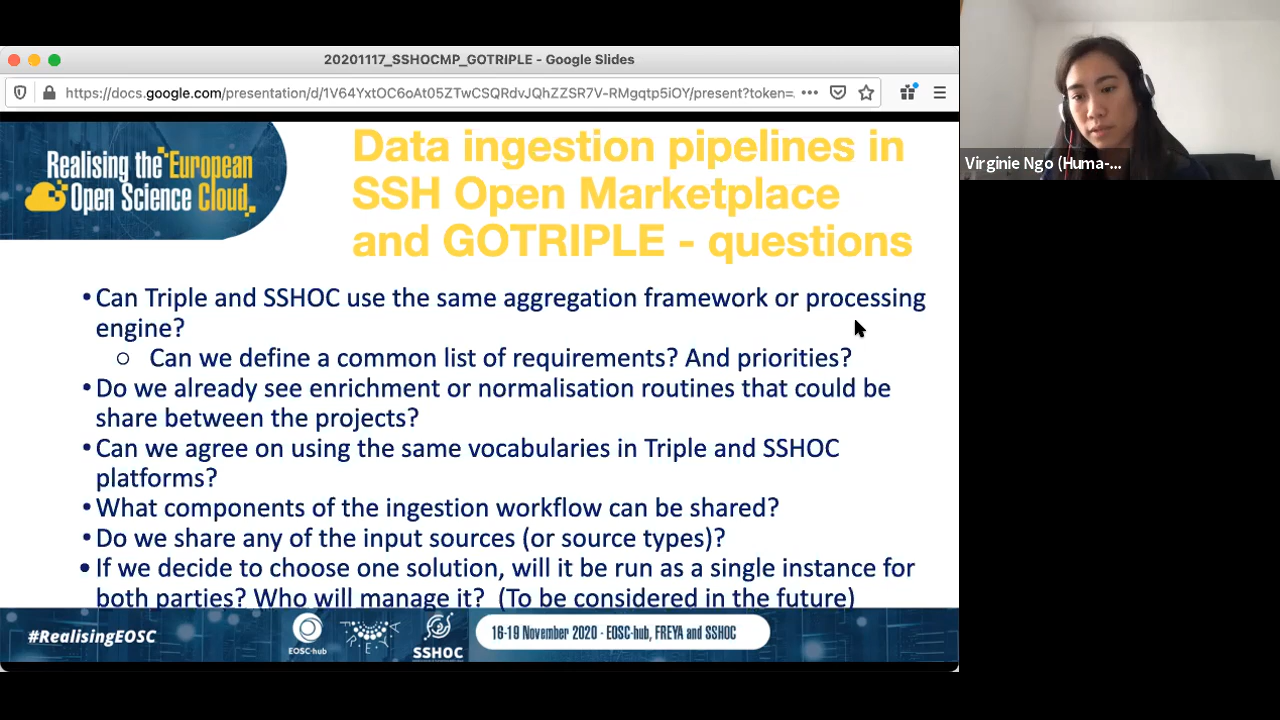 20201117_SSHOCMP_GOTRIPLE - Google Slides
https://docs.google.com/presentation/d/1V64YxtOC6oAt05ZTwCSQRdvJQhZZSR7V-RMgqtp5iOY/present?token=
Realising the European
Open Science Cloud
Data ingestion pipelines in
SSH Open Marketplace
and GOTRIPLE - questions
Virginie Ngo (Huma-...
• Can Triple and SSHOC use the same aggregation framework or processing
engine?
○ Can we define a common list of requirements? And priorities?
• Do we already see enrichment or normalisation routines that could be
share between the projects?
• Can we agree on using the same vocabularies in Triple and SSHOC
platforms?
• What components of the ingestion workflow can be shared?
• Do we share any of the input sources (or source types)?
• If we decide to choose one solution, will it be run as a single instance for
both parties? Who will manage it? (To be considered in the future)
#RealisingEOSC
EOSC-hub
SSHOC
16-19 November 2020 - EOSC-hub, FREYA and SSHOC